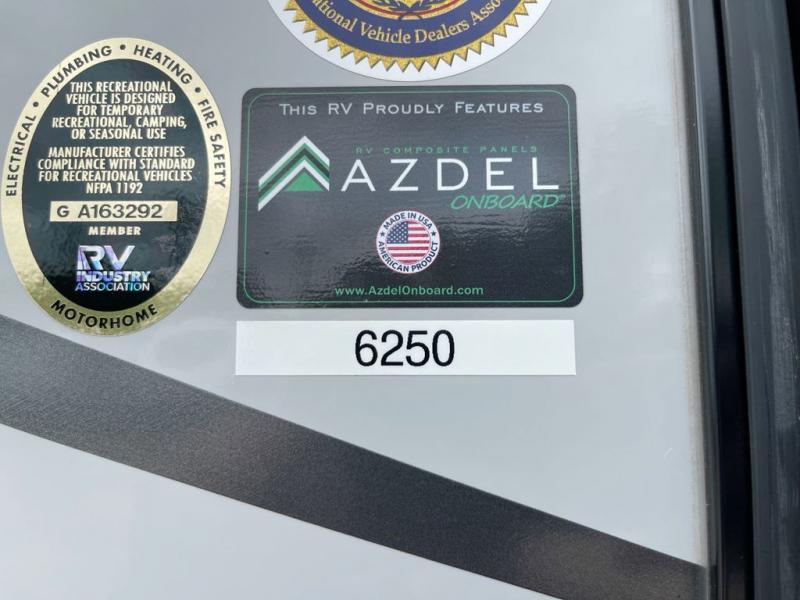 National Vehicle Dealers
ELECTRICAL • PLUMBING • HEATING • FIRE SAFETY
THIS RECREATIONAL
VEHICLE IS DESIGNED
FOR TEMPORARY
RECREATIONAL, CAMPING,
OR SEASONAL USE
MANUFACTURER CERTIFIES
COMPLIANCE WITH STANDARD
FOR RECREATIONAL VEHICLES
NFPA 1192
G A163292
MEMBER
RV
INDUSTRY
ASSOCIATION
MOTORHOME
THIS RV PROUDLY FEATURES
RV COMPOSITE PANELS
AZDEL
ONBOARD®
MADE IN USA
AMERICAN PRODUCT
www.AzdelOnboard.com
6250